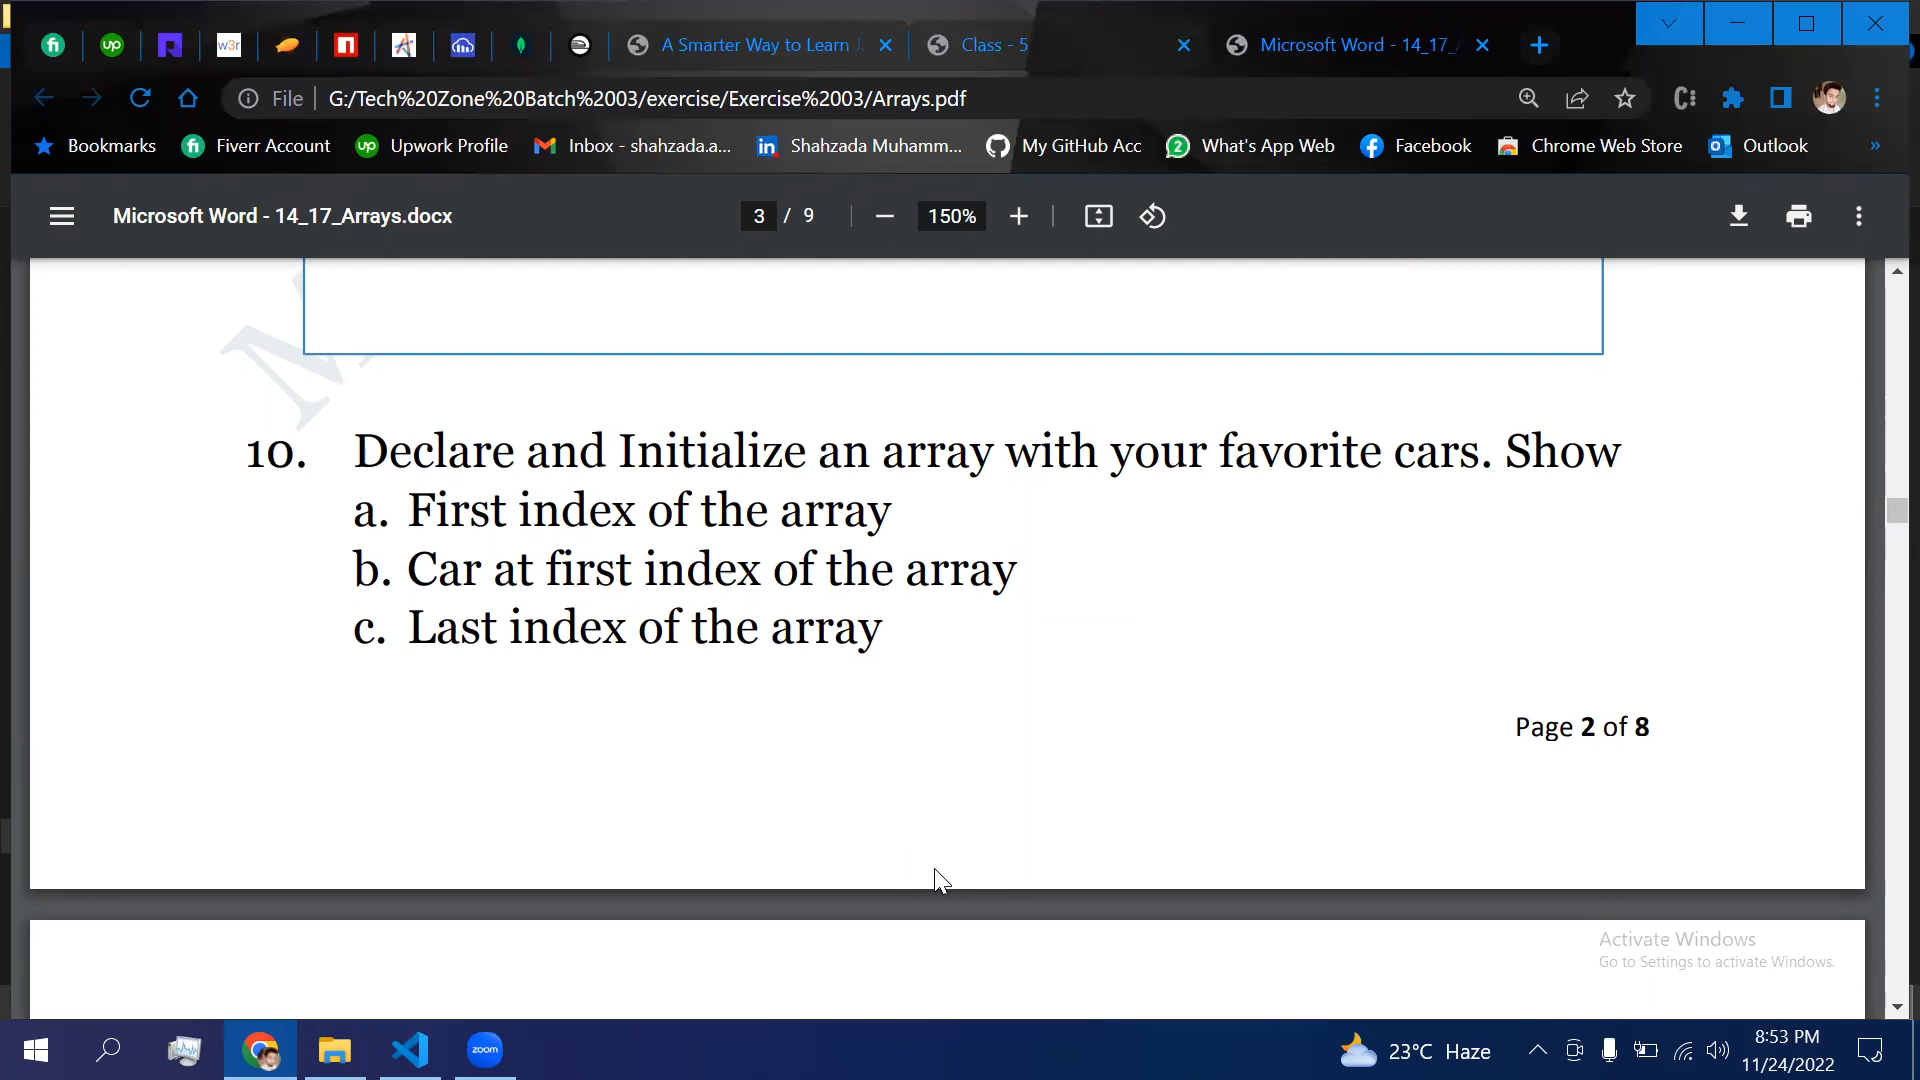 A Smarter Way to Learn J
Class - 5
Microsoft Word - 14_17_
File
G:/Tech%20Zone%20Batch%2003/exercise/Exercise%2003/Arrays.pdf
Bookmarks
Fiverr Account
Upwork Profile
Inbox - shahzada.a...
Shahzada Muhamm...
My GitHub Acc
What's App Web
Facebook
Chrome Web Store
Outlook
»
Microsoft Word - 14_17_Arrays.docx
3 / 9
150%
10. Declare and Initialize an array with your favorite cars. Show
a. First index of the array
b. Car at first index of the array
c. Last index of the array
Page 2 of 8
Activate Windows
Go to Settings to activate Windows.
zoom
23°C Haze
8:53 PM
11/24/2022